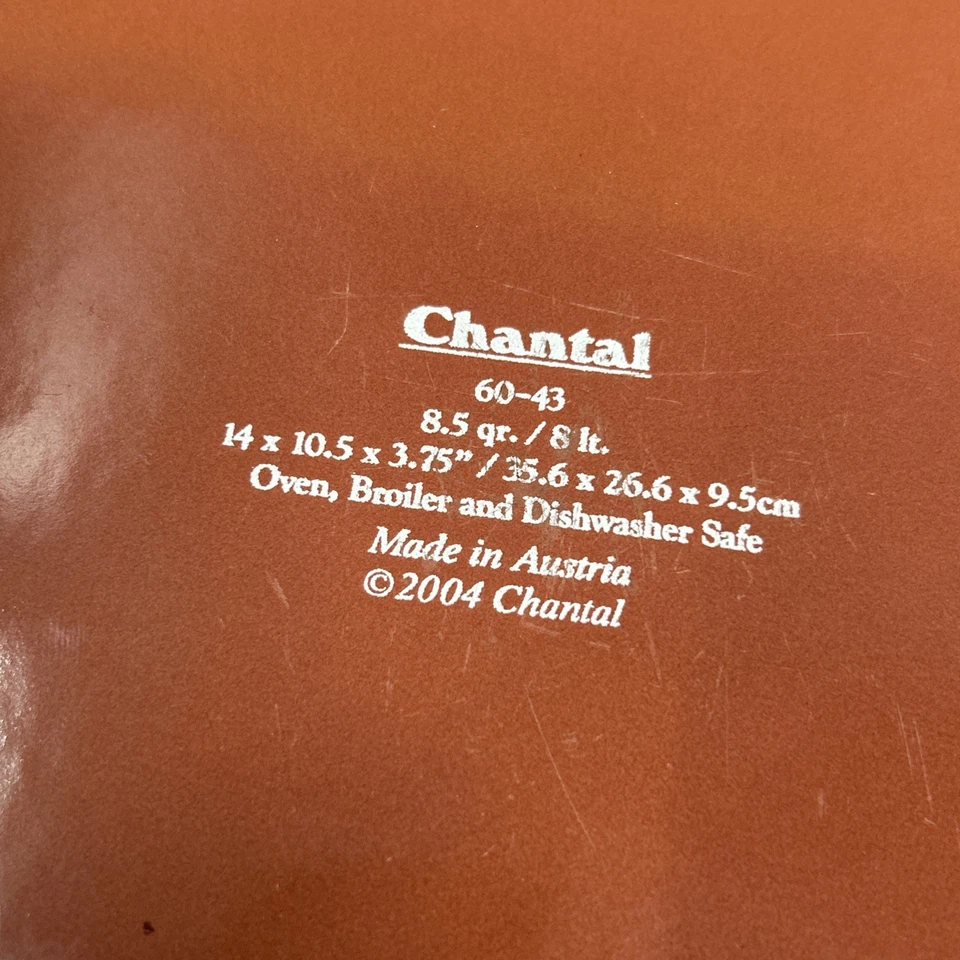 Chantal
60-43
8.5 qr. / 8 lt.
14 x 10.5 x 3.75" / 35.6 x 26.6 x 9.5cm
Oven, Broiler and Dishwasher Safe
Made in Austria
©2004 Chantal